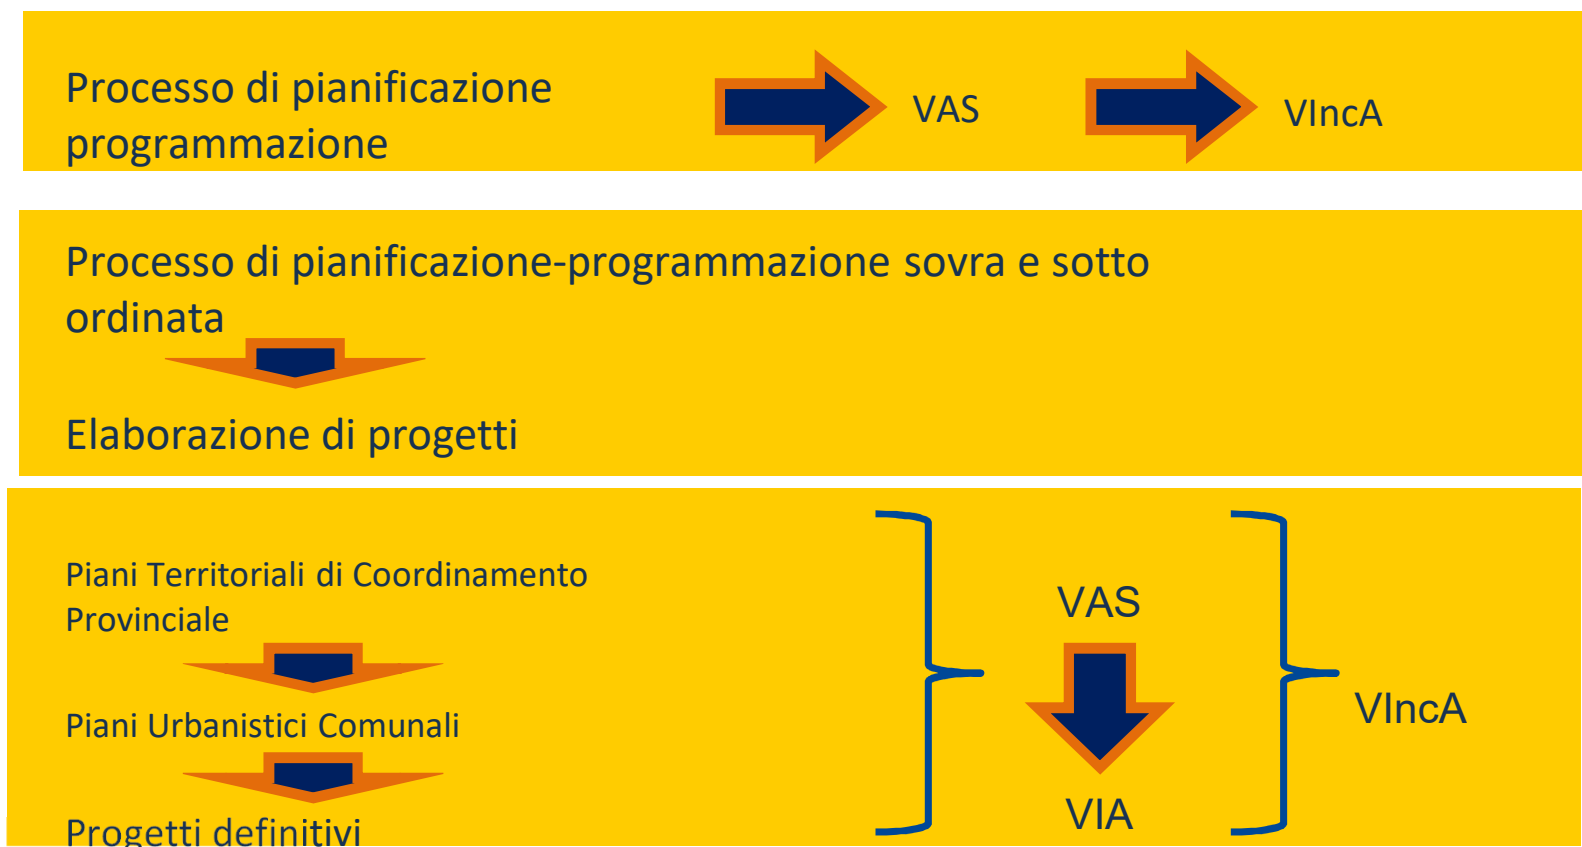 Processo di pianificazione
programmazione
VAS
VIncA
Processo di pianificazione-programmazione sovra e sotto
ordinata
Elaborazione di progetti
Piani Territoriali di Coordinamento
Provinciale
Piani Urbanistici Comunali
Progetti definitivi
VAS
VIA
VIncA